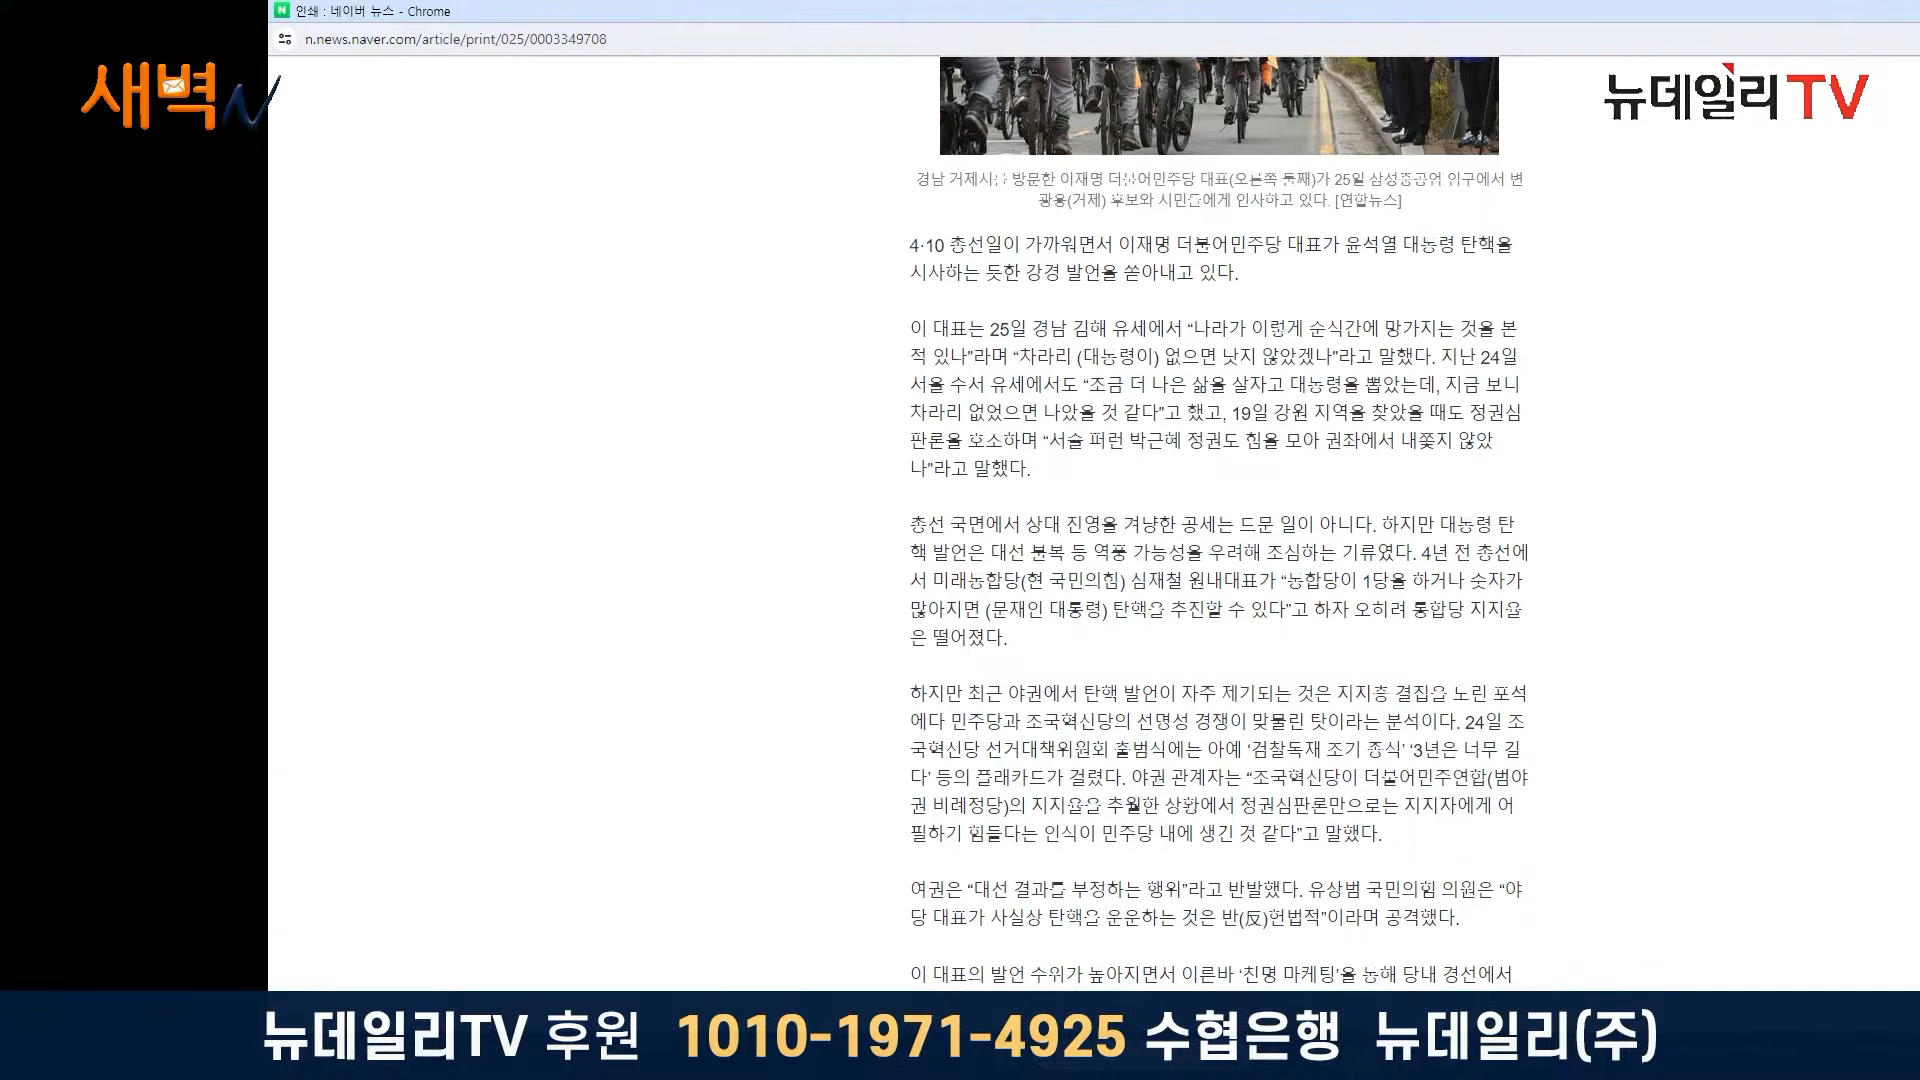 인쇄 : 네이버 뉴스 - Chrome
n.news.naver.com/article/print/025/0003349708
새벽N
뉴데일리TV
경남 거제시를 방문한 이재명 더불어민주당 대표(오른쪽 둘째)가 25일 삼성중공업 입구에서 변
광용(거제) 후보와 시민들에게 인사하고 있다. [연합뉴스]
4·10 총선일이 가까워면서 이재명 더불어민주당 대표가 윤석열 대통령 탄핵을
시사하는 듯한 강경 발언을 쏟아내고 있다.
이 대표는 25일 경남 김해 유세에서 “나라가 이렇게 순식간에 망가지는 것을 본
적 있나”라며 “차라리 (대통령이) 없으면 낫지 않았겠나”라고 말했다. 지난 24일
서울 수서 유세에서도 “조금 더 나은 삶을 살자고 대통령을 뽑았는데, 지금 보니
차라리 없었으면 나았을 것 같다”고 했고, 19일 강원 지역을 찾았을 때도 정권심
판론을 호소하며 “서슬 퍼런 박근혜 정권도 힘을 모아 권좌에서 내쫓지 않았
나”라고 말했다.
총선 국면에서 상대 진영을 겨냥한 공세는 드문 일이 아니다. 하지만 대통령 탄
핵 발언은 대선 불복 등 역풍 가능성을 우려해 조심하는 기류였다. 4년 전 총선에
서 미래통합당(현 국민의힘) 심재철 원내대표가 “통합당이 1당을 하거나 숫자가
많아지면 (문재인 대통령) 탄핵을 추진할 수 있다”고 하자 오히려 통합당 지지율
은 떨어졌다.
하지만 최근 야권에서 탄핵 발언이 자주 제기되는 것은 지지층 결집을 노린 포석
에다 민주당과 조국혁신당의 선명성 경쟁이 맞물린 탓이라는 분석이다. 24일 조
국혁신당 선거대책위원회 출범식에는 아예 ‘검찰독재 조기 종식’ ‘3년은 너무 길
다’ 등의 플래카드가 걸렸다. 야권 관계자는 “조국혁신당이 더불어민주연합(범야
권 비례정당)의 지지율을 추월한 상황에서 정권심판론만으로는 지지자에게 어
필하기 힘들다는 인식이 민주당 내에 생긴 것 같다”고 말했다.
여권은 “대선 결과를 부정하는 행위”라고 반발했다. 유상범 국민의힘 의원은 “야
당 대표가 사실상 탄핵을 운운하는 것은 반(反)헌법적”이라며 공격했다.
이 대표의 발언 수위가 높아지면서 이른바 ‘친명 마케팅’을 통해 당내 경선에서
뉴데일리TV 후원 1010-1971-4925 수협은행 뉴데일리(주)